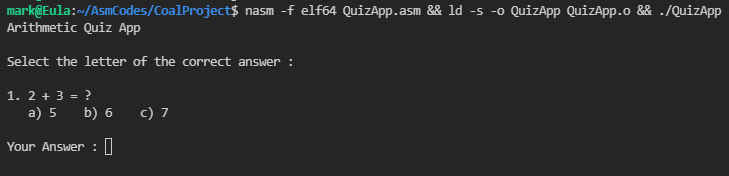 mark@Eula:~/AsmCodes/CoalProject$ nasm -f elf64 QuizApp.asm && ld -s -o QuizApp QuizApp.o && ./QuizApp
Arithmetic Quiz App
Select the letter of the correct answer :
1. 2 + 3 = ?
a) 5    b) 6    c) 7
Your Answer :